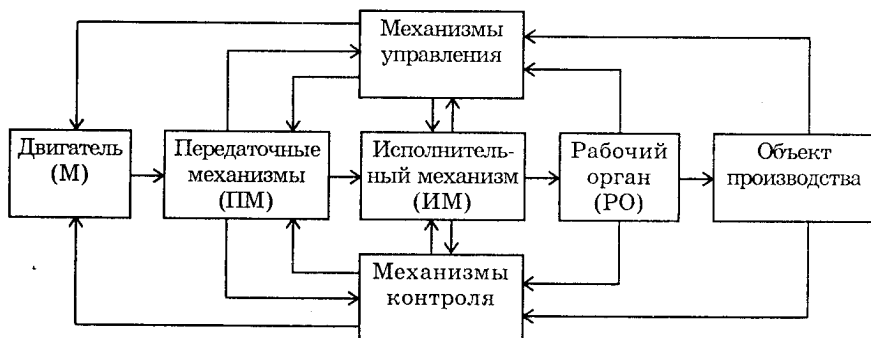 Механизмы
управления
Двигатель
(М)
Передаточные
механизмы
(ПМ)
Исполнитель-
ный механизм
(ИМ)
Рабочий
орган
(РО)
Объект
производства
Механизмы
контроля